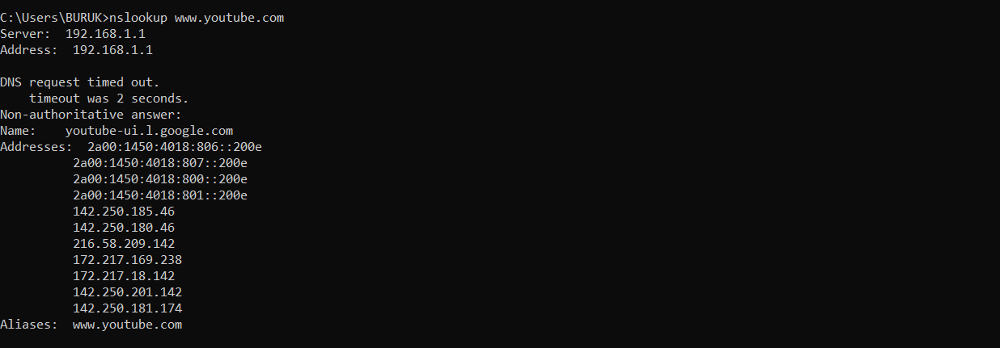 C:\Users\BURUK>nslookup www.youtube.com
Server:  192.168.1.1
Address:  192.168.1.1

DNS request timed out.
    timeout was 2 seconds.
Non-authoritative answer:
Name:    youtube-ui.l.google.com
Addresses:  2a00:1450:4018:806::200e
          2a00:1450:4018:807::200e
          2a00:1450:4018:800::200e
          2a00:1450:4018:801::200e
          142.250.185.46
          142.250.180.46
          216.58.209.142
          172.217.169.238
          172.217.18.142
          142.250.201.142
          142.250.181.174
Aliases:  www.youtube.com